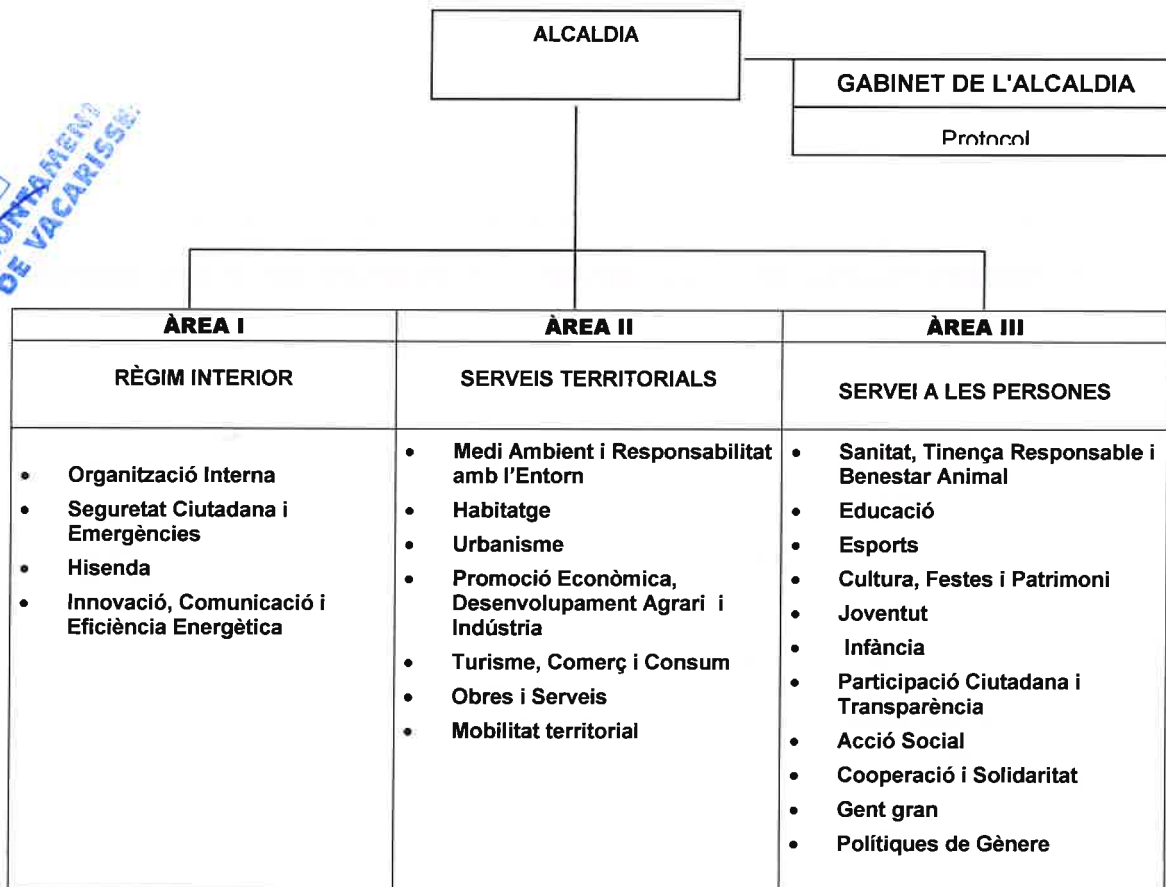 ALCALDIA
GABINET DE L'ALCALDIA
Protocol
DE VACARISSE
ÀREA I
RÈGIM INTERIOR
• Organització Interna
• Seguretat Ciutadana i
Emergències
• Hisenda
• Innovació, Comunicació i
Eficiència Energètica
ÀREA II
SERVEIS TERRITORIALS
• Medi Ambient i Responsabilitat
amb l'Entorn
• Habitatge
• Urbanisme
• Promoció Econòmica,
Desenvolupament Agrari i
Indústria
• Turisme, Comerç i Consum
• Obres i Serveis
• Mobilitat territorial
ÀREA III
SERVEI A LES PERSONES
• Sanitat, Tinença Responsable i
Benestar Animal
• Educació
• Esports
• Cultura, Festes i Patrimoni
• Joventut
• Infància
• Participació Ciutadana i
Transparència
• Acció Social
• Cooperació i Solidaritat
• Gent gran
• Polítiques de Gènere